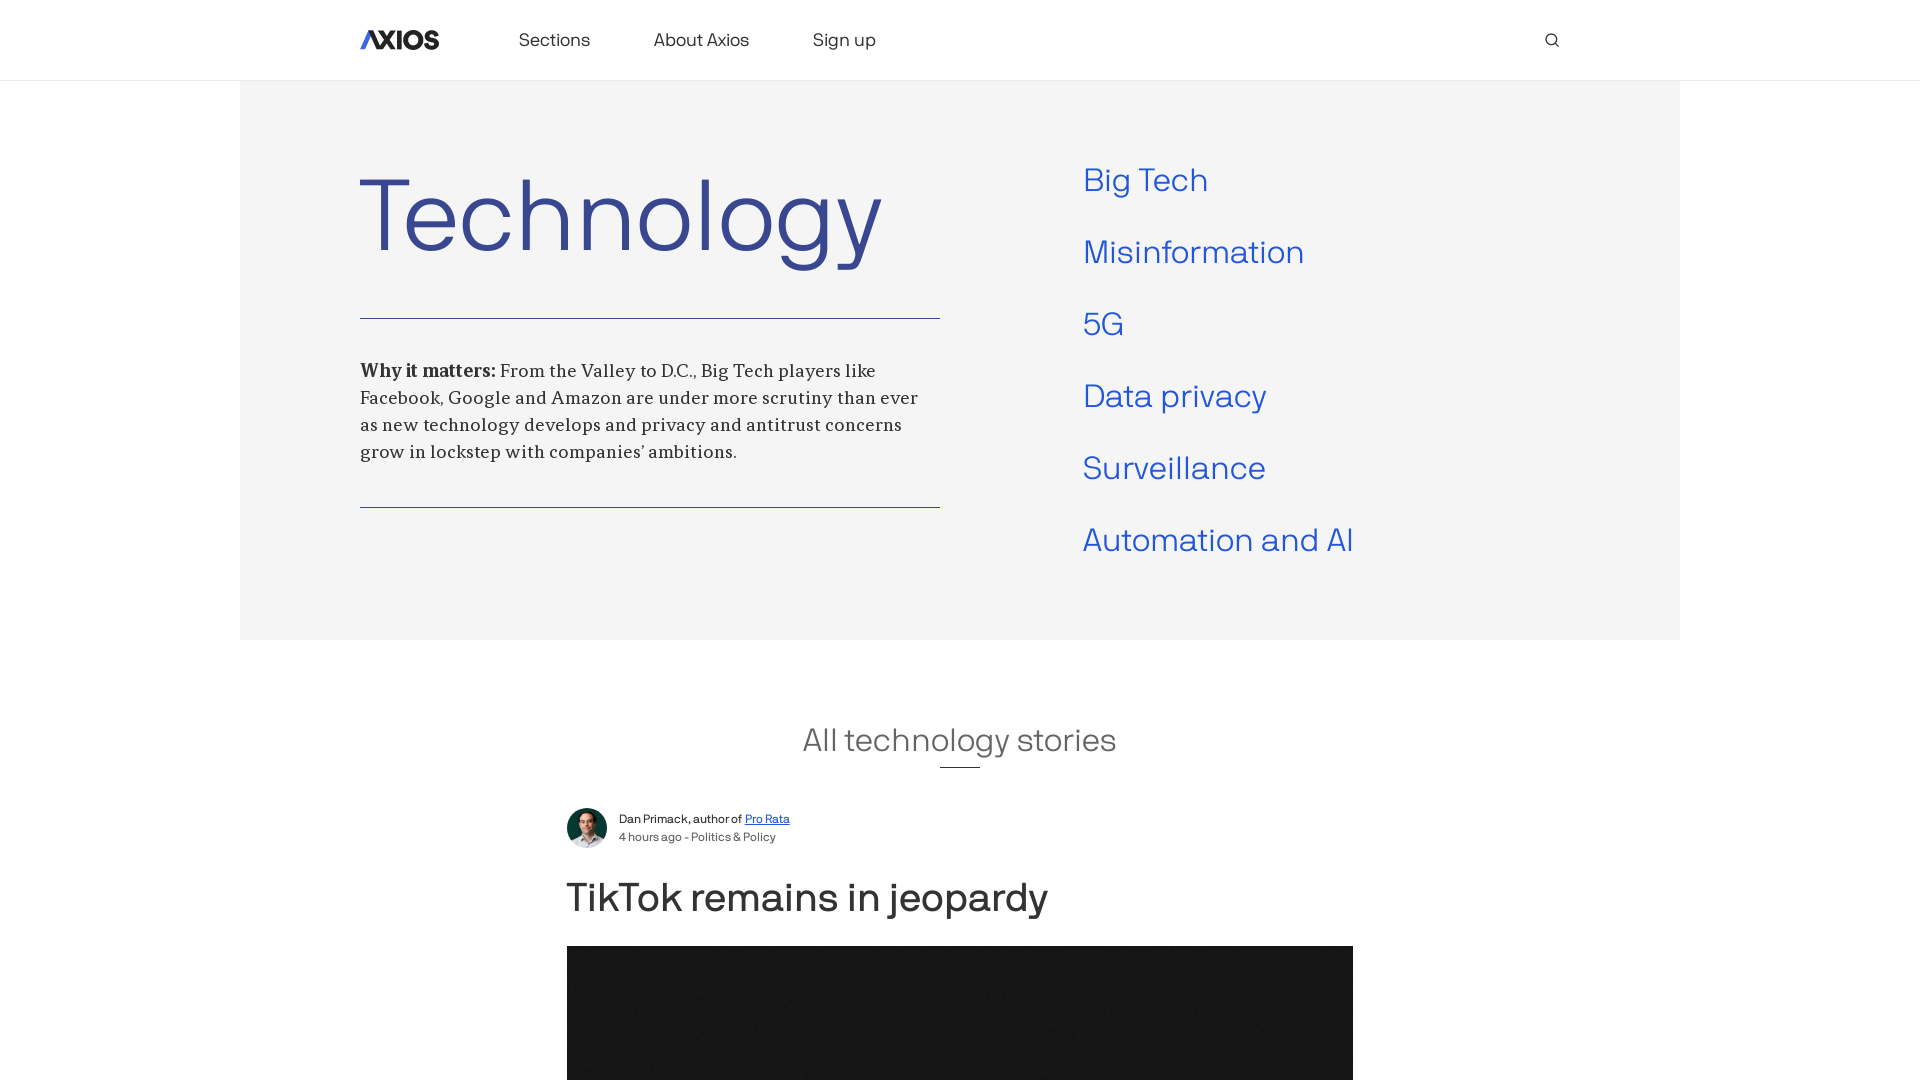 AXIOS
Sections
About Axios
Sign up
Technology
Why it matters: From the Valley to D.C., Big Tech players like
Facebook, Google and Amazon are under more scrutiny than ever
as new technology develops and privacy and antitrust concerns
grow in lockstep with companies’ ambitions.
Big Tech
Misinformation
5G
Data privacy
Surveillance
Automation and AI
All technology stories
Dan Primack, author of Pro Rata
4 hours ago - Politics & Policy
TikTok remains in jeopardy